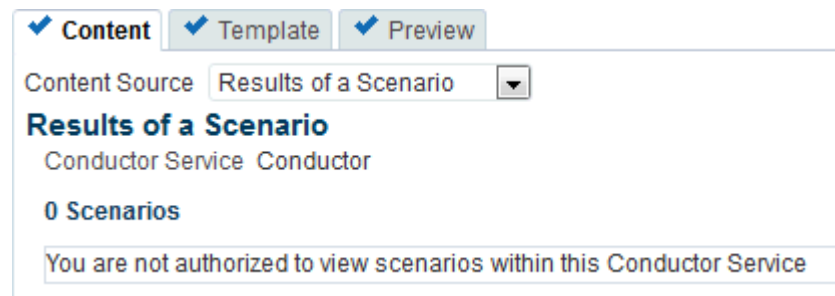 Content Template Preview
Content Source Results of a Scenario
Results of a Scenario
Conductor Service Conductor
0 Scenarios
You are not authorized to view scenarios within this Conductor Service